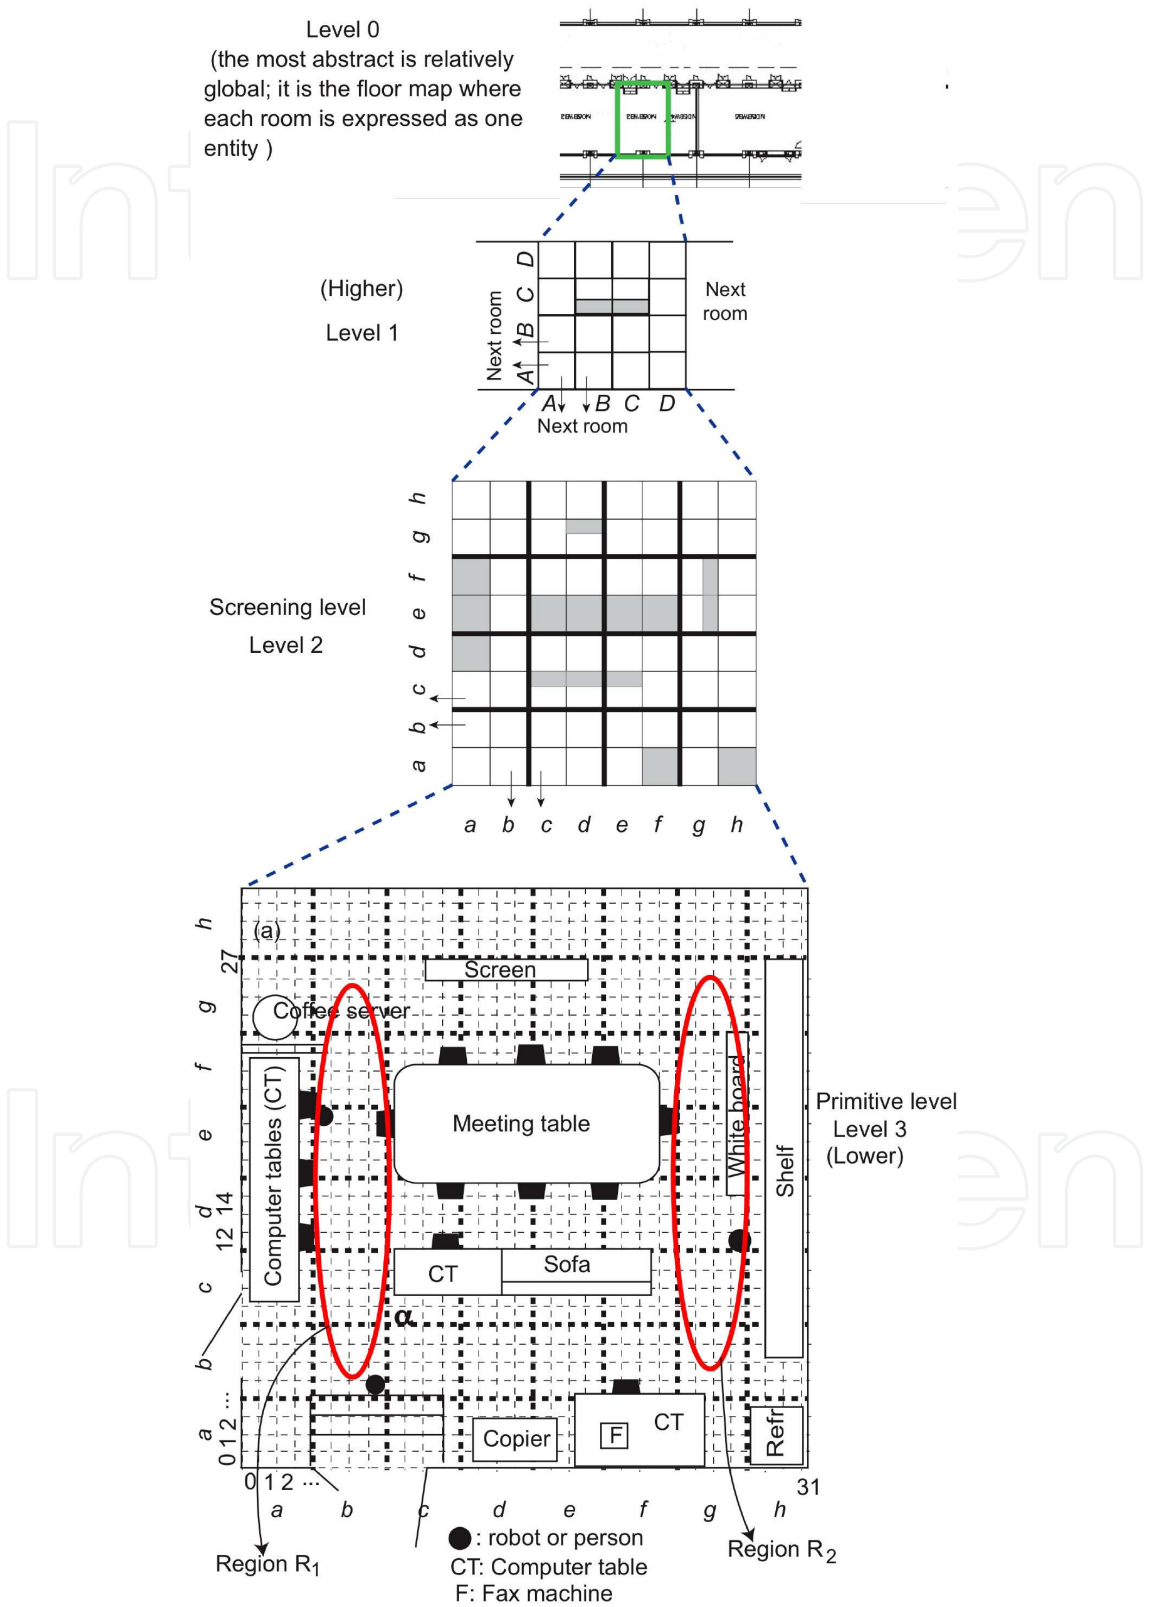 Level 0
(the most abstract is relatively
global; it is the floor map where
each room is expressed as one
entity )
(Higher)
Level 1
Next room
A B C D
Next
room
A B C D
Next room
Screening level
Level 2
h
g
f
e
d
c
b
a
a b c d e f g h
h
(a)
27
Screen
g
Coffee server
f
Computer tables (CT)
e
Meeting table
White board
Shelf
Primitive level
Level 3
(Lower)
d
12 14
c
CT
Sofa
α
b
a
0 1 2 ...
Copier
F
CT
Refr
0 1 2 ...
31
a b c d e f g h
: robot or person
CT: Computer table
F: Fax machine
Region R1
Region R2